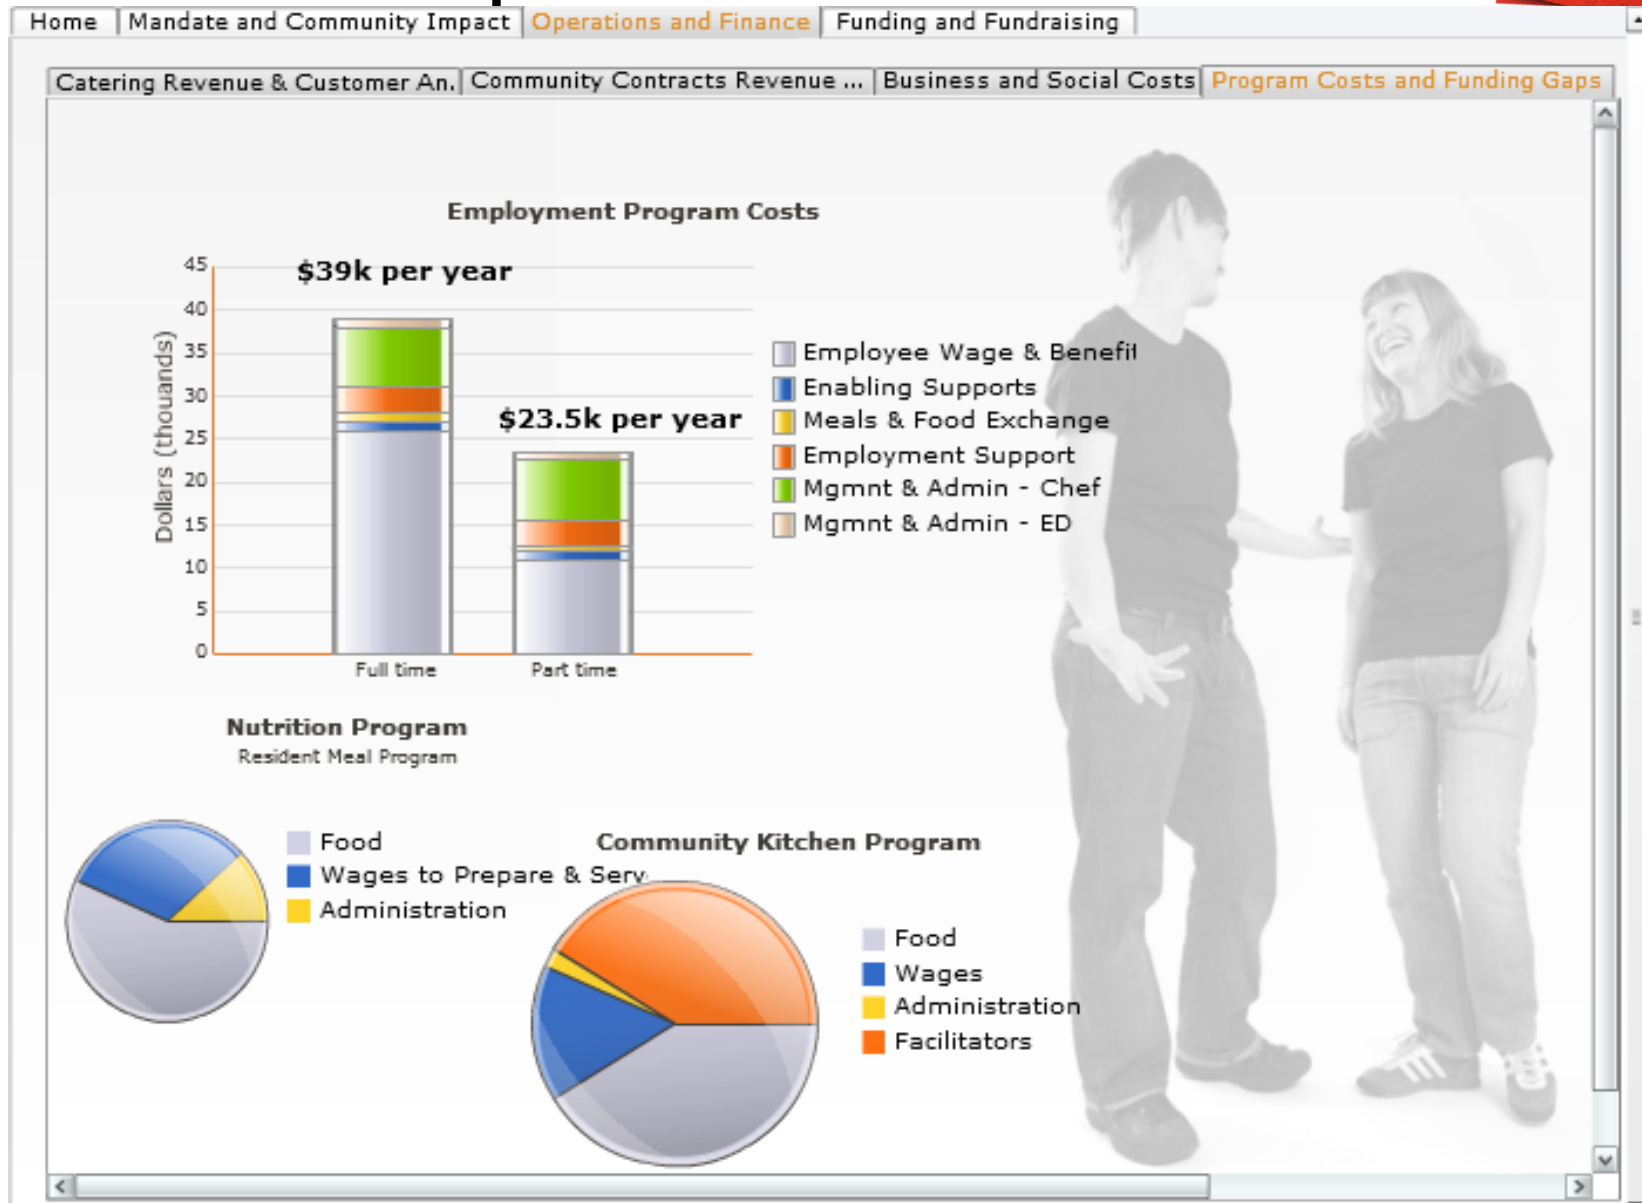 Home
Mandate and Community Impact
Operations and Finance
Funding and Fundraising
Catering Revenue & Customer An.
Community Contracts Revenue ...
Business and Social Costs
Program Costs and Funding Gaps
Employment Program Costs
Dollars (thouands)
45
40
35
30
25
20
15
10
5
0
$39k per year
$23.5k per year
Full time
Part time
Employee Wage & Benefit
Enabling Supports
Meals & Food Exchange
Employment Support
Mgmnt & Admin - Chef
Mgmnt & Admin - ED
Nutrition Program
Resident Meal Program
Food
Wages to Prepare & Serv
Administration
Community Kitchen Program
Food
Wages
Administration
Facilitators